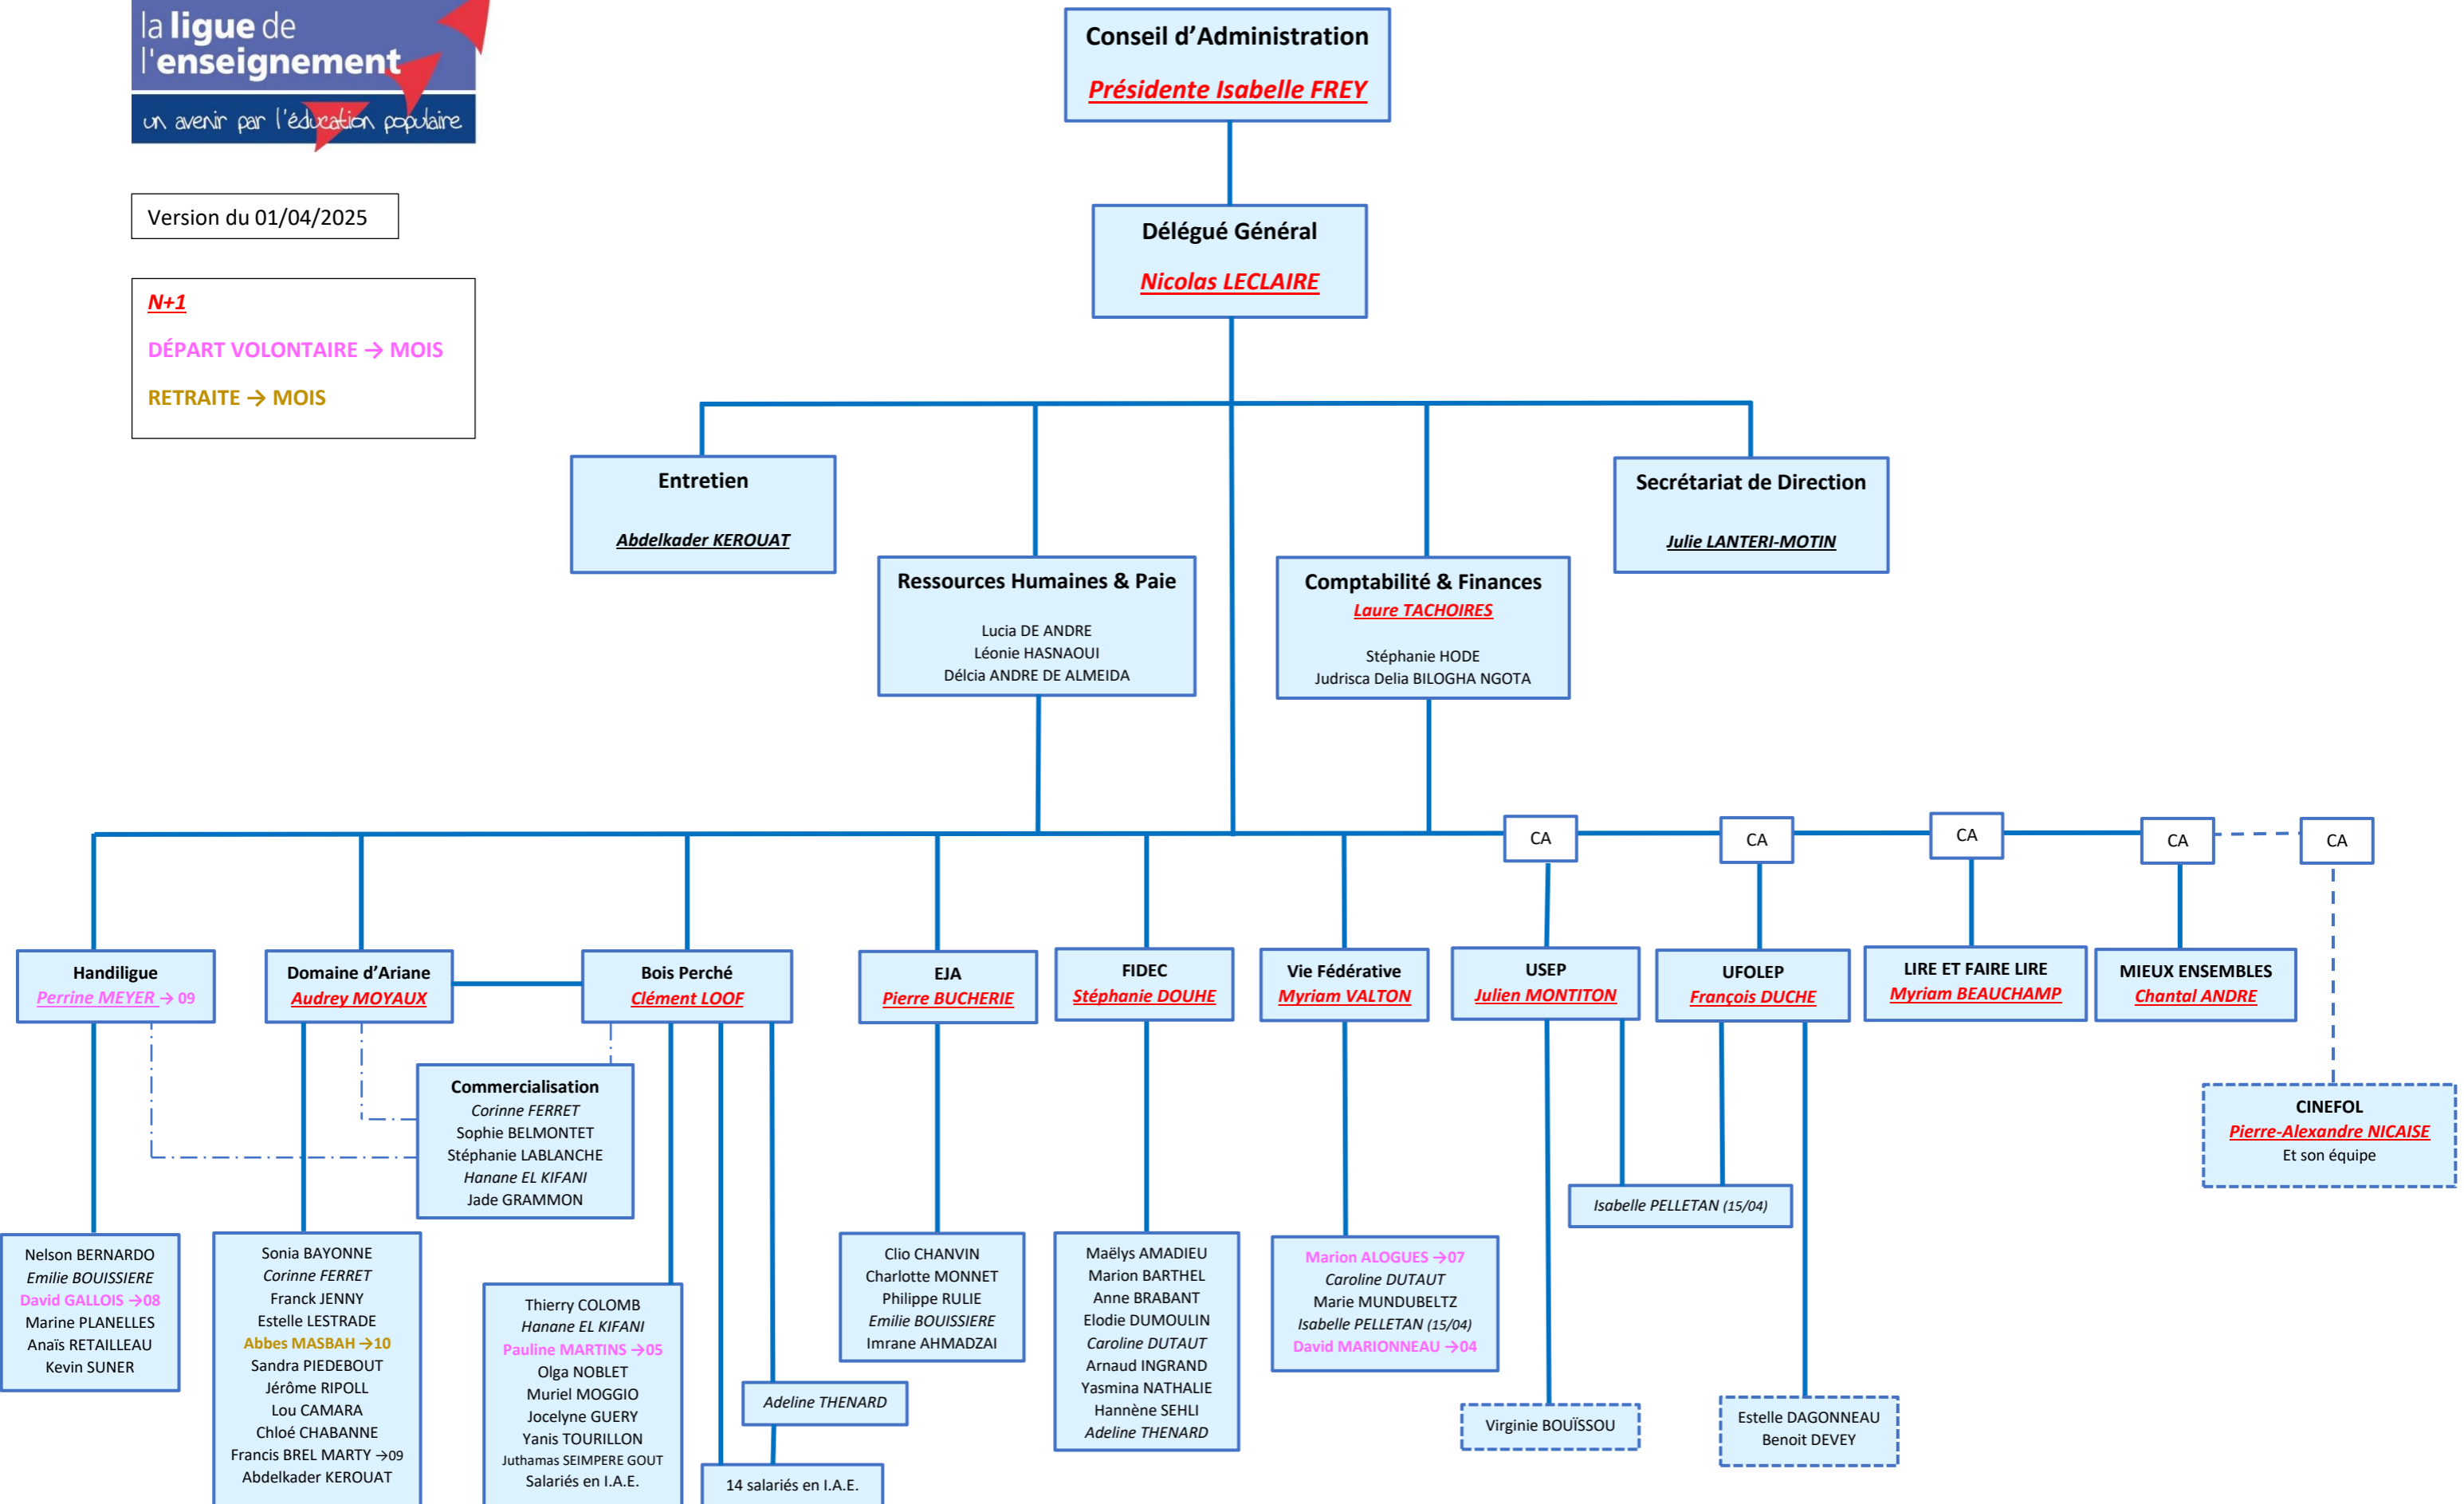 la ligue de
l'enseignement
un avenir par l'éducation populaire
Version du 01/04/2025
N+1
DÉPART VOLONTAIRE → MOIS
RETRAITE → MOIS
Conseil d'Administration
Présidente Isabelle FREY
Délégué Général
Nicolas LECLAIRE
Entretien
Abdelkader KEROUAT
Ressources Humaines & Paie
Lucia DE ANDRE
Léonie HASNAOUI
Délcia ANDRE DE ALMEIDA
Comptabilité & Finances
Laure TACHOIRES
Stéphanie HODE
Judrisca Delia BILOGHA NGOTA
Secrétariat de Direction
Julie LANTERI-MOTIN
CA
CA
CA
CA
CA
Handiligue
Perrine MEYER → 09
Domaine d'Ariane
Audrey MOYAUX
Bois Perché
Clément LOOF
EJA
Pierre BUCHERIE
FIDEC
Stéphanie DOUHE
Vie Fédérative
Myriam VALTON
USEP
Julien MONTITON
UFOLEP
François DUCHE
LIRE ET FAIRE LIRE
Myriam BEAUCHAMP
MIEUX ENSEMBLES
Chantal ANDRE
CINEFOL
Pierre-Alexandre NICAISE
Et son équipe
Commercialisation
Corinne FERRET
Sophie BELMONTET
Stéphanie LABLANCHE
Hanane EL KIFANI
Jade GRAMMON
Isabelle PELLETAN (15/04)
Nelson BERNARDO
Emilie BOUISSIERE
David GALLOIS →08
Marine PLANELLES
Anaïs RETAILLEAU
Kevin SUNER
Sonia BAYONNE
Corinne FERRET
Franck JENNY
Estelle LESTRADE
Abbes MASBAH →10
Sandra PIEDEBOUT
Jérôme RIPOLL
Lou CAMARA
Chloé CHABANNE
Francis BREL MARTY →09
Abdelkader KEROUAT
Thierry COLOMB
Hanane EL KIFANI
Pauline MARTINS →05
Olga NOBLET
Muriel MOGGIO
Jocelyne GUERY
Yanis TOURILLON
Juthamas SEIMPERE GOUT
Salariés en I.A.E.
Adeline THENARD
14 salariés en I.A.E.
Clio CHANVIN
Charlotte MONNET
Philippe RULIE
Emilie BOUISSIERE
Imrane AHMADZAI
Maëlys AMADIEU
Marion BARTHEL
Anne BRABANT
Elodie DUMOULIN
Caroline DUTAUT
Arnaud INGRAND
Yasmina NATHALIE
Hannène SEHLI
Adeline THENARD
Marion ALOGUES →07
Caroline DUTAUT
Marie MUNDUBELTZ
Isabelle PELLETAN (15/04)
David MARIONNEAU →04
Virginie BOUÏSSOU
Estelle DAGONNEAU
Benoit DEVEY